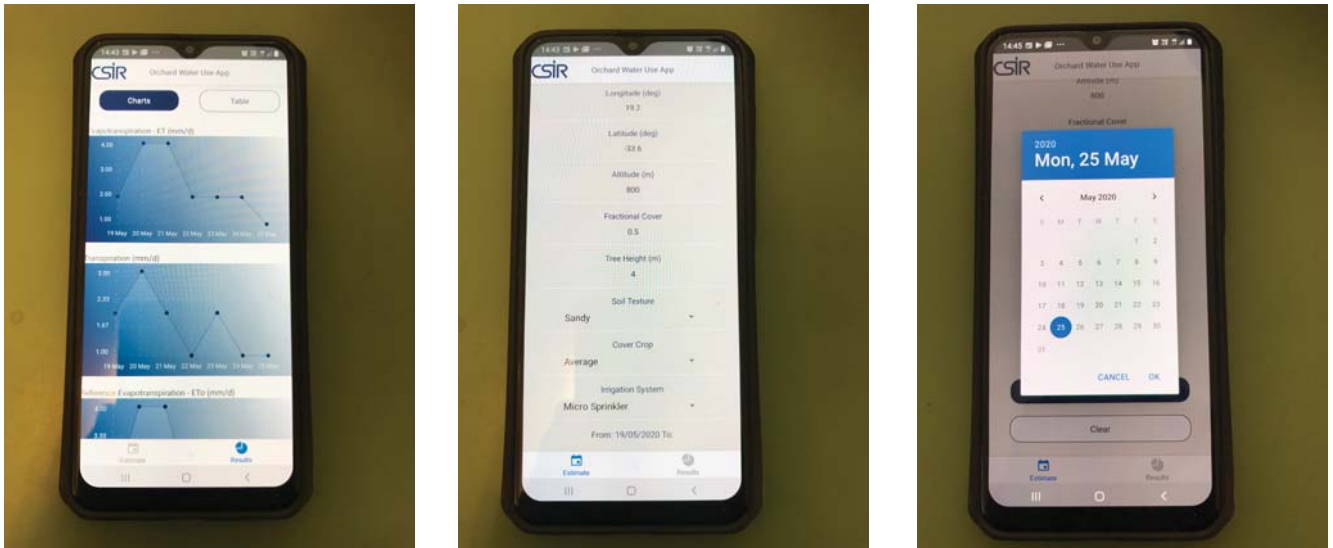 14:43
CSIR
Orchard Water Use App
Charts
Table
Evapotranspiration - ET (mm/d)
4.00
3.00
2.00
1.00
19 May 20 May 21 May 22 May 23 May 24 May 25 May
Transpiration (mm/d)
3.00
2.33
1.67
1.00
19 May 20 May 21 May 22 May 23 May 24 May 25 May
Reference Evapotranspiration - ETo (mm/d)
4.00
3.33
Estimate
Results
14:43
CSIR
Orchard Water Use App
Longitude (deg)
19.3
Latitude (deg)
-33.6
Altitude (m)
800
Fractional Cover
0.5
Tree Height (m)
4
Soil Texture
Sandy
Cover Crop
Average
Irrigation System
Micro Sprinkler
From: 19/05/2020 To:
Estimate
Results
14:45
CSIR
Orchard Water Use App
Altitude (m)
800
Fractional Cover
2020
Mon, 25 May
May 2020
S M T W T F S
1 2
3 4 5 6 7 8 9
10 11 12 13 14 15 16
17 18 19 20 21 22 23
24 25 26 27 28 29 30
31
CANCEL OK
Clear
Estimate
Results